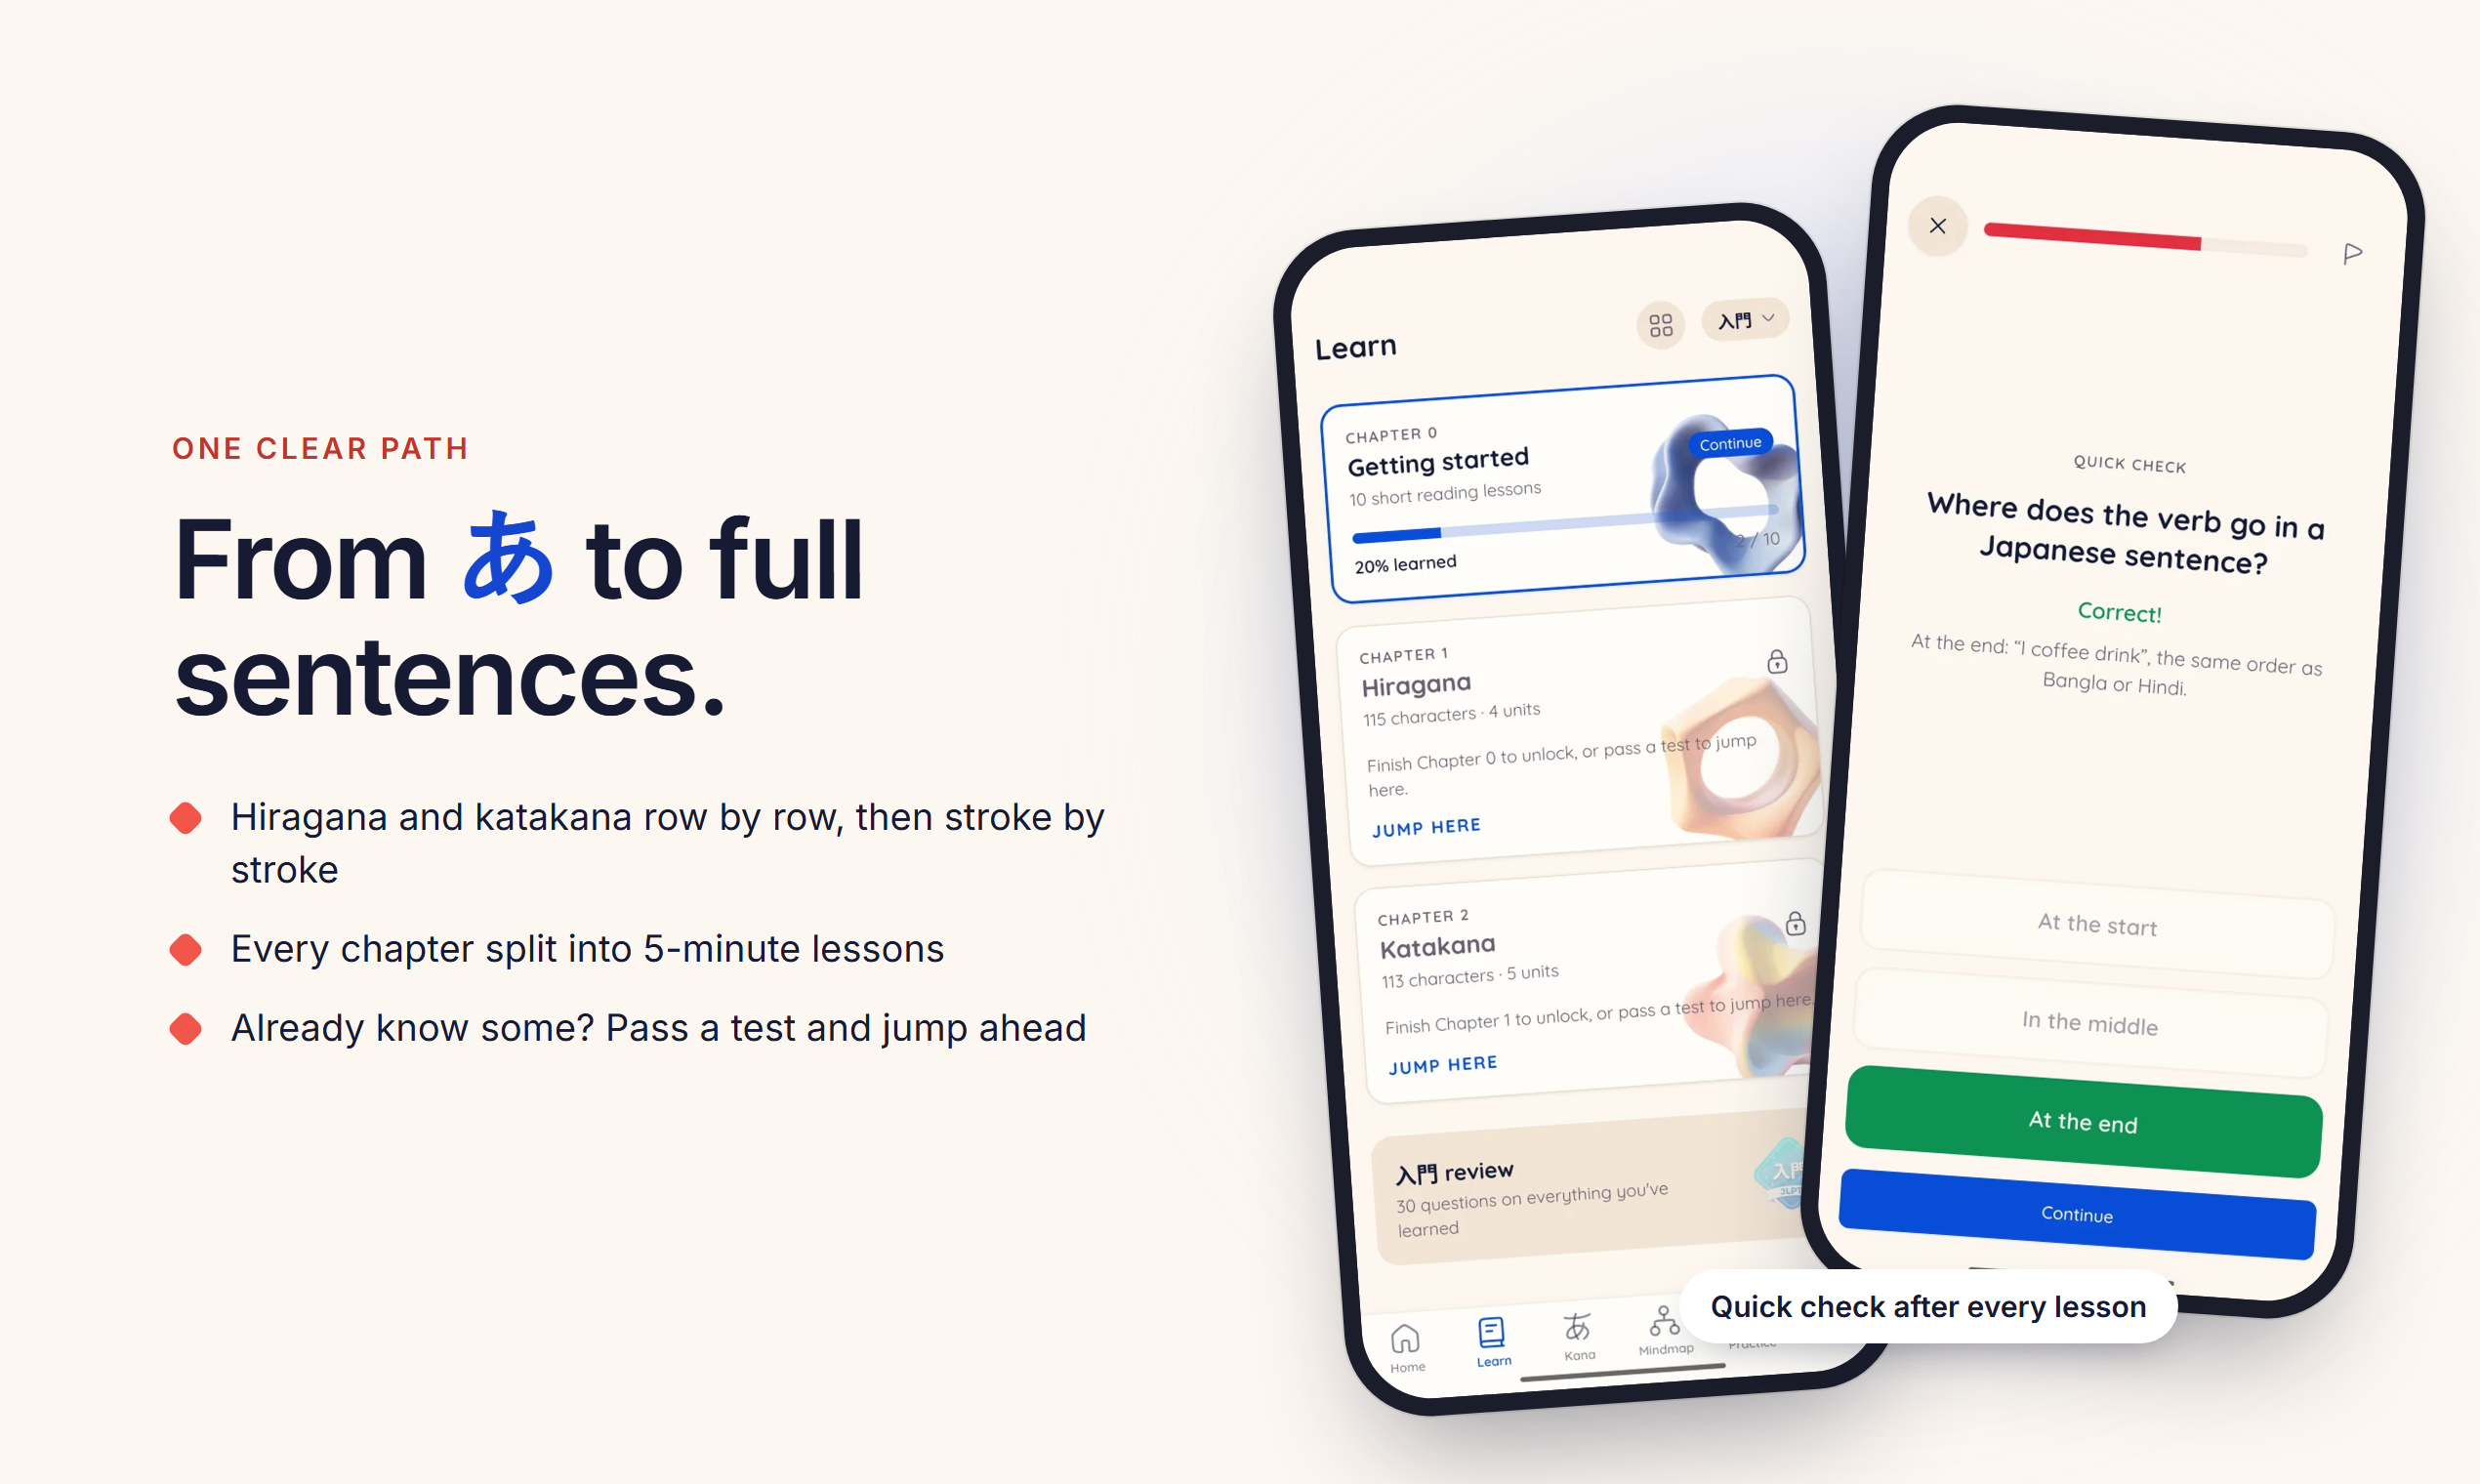 ONE CLEAR PATH
From あ to full
sentences.
Hiragana and katakana row by row, then stroke by
stroke
Every chapter split into 5-minute lessons
Already know some? Pass a test and jump ahead
Learn
入門
CHAPTER 0
Continue
Getting started
10 short reading lessons
2 / 10
20% learned
CHAPTER 1
Hiragana
115 characters · 4 units
Finish Chapter 0 to unlock, or pass a test to jump
here.
JUMP HERE
CHAPTER 2
Katakana
113 characters · 5 units
Finish Chapter 1 to unlock, or pass a test to jump here.
JUMP HERE
入門 review
30 questions on everything you've
learned
入門
JLPT
Home
Learn
あ
Kana
Mindmap
Practice
QUICK CHECK
Where does the verb go in a
Japanese sentence?
Correct!
At the end: “I coffee drink”, the same order as
Bangla or Hindi.
At the start
In the middle
At the end
Continue
Quick check after every lesson